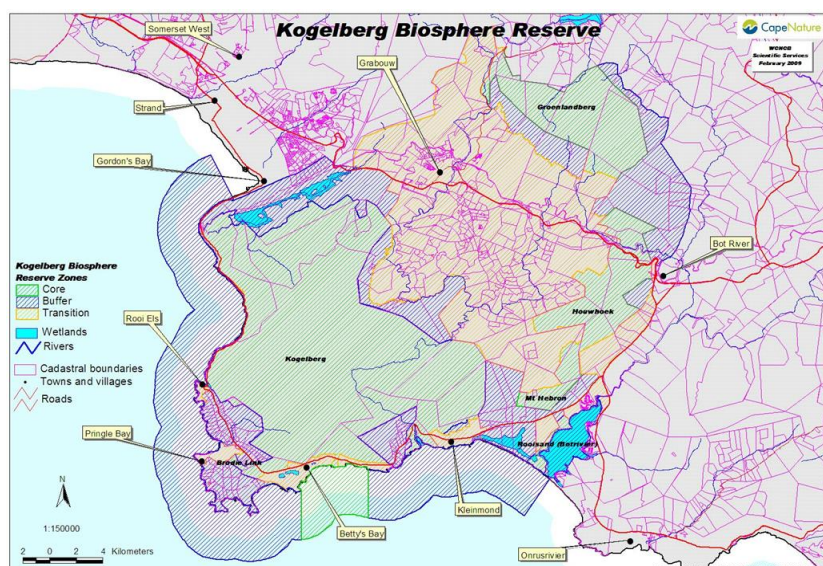 Kogelberg Biosphere Reserve
CapeNature
WCNCB
Scientific Services
February 2009
Somerset West
Grabouw
Groenlandberg
Strand
Gordon's Bay
Bot River
Kogelberg Biosphere
Reserve Zones
Core
Buffer
Transition
Wetlands
Rivers
Cadastral boundaries
Towns and villages
Roads
Rooi Els
Houwhoek
Kogelberg
Mt Hebron
Rooisand (Botrivier)
Pringle Bay
Brodie Link
Kleinmond
Betty's Bay
Onrusrivier
N
1:150000
2 0 2 4 Kilometers